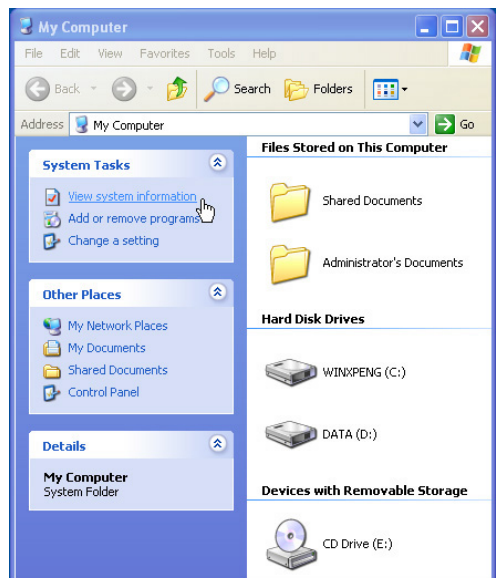 My Computer
File Edit View Favorites Tools Help
Back Search Folders
Address My Computer Go
System Tasks
View system information
Add or remove programs
Change a setting
Other Places
My Network Places
My Documents
Shared Documents
Control Panel
Details
My Computer
System Folder
Files Stored on This Computer
Shared Documents
Administrator's Documents
Hard Disk Drives
WINXPENG (C:)
DATA (D:)
Devices with Removable Storage
CD Drive (E:)